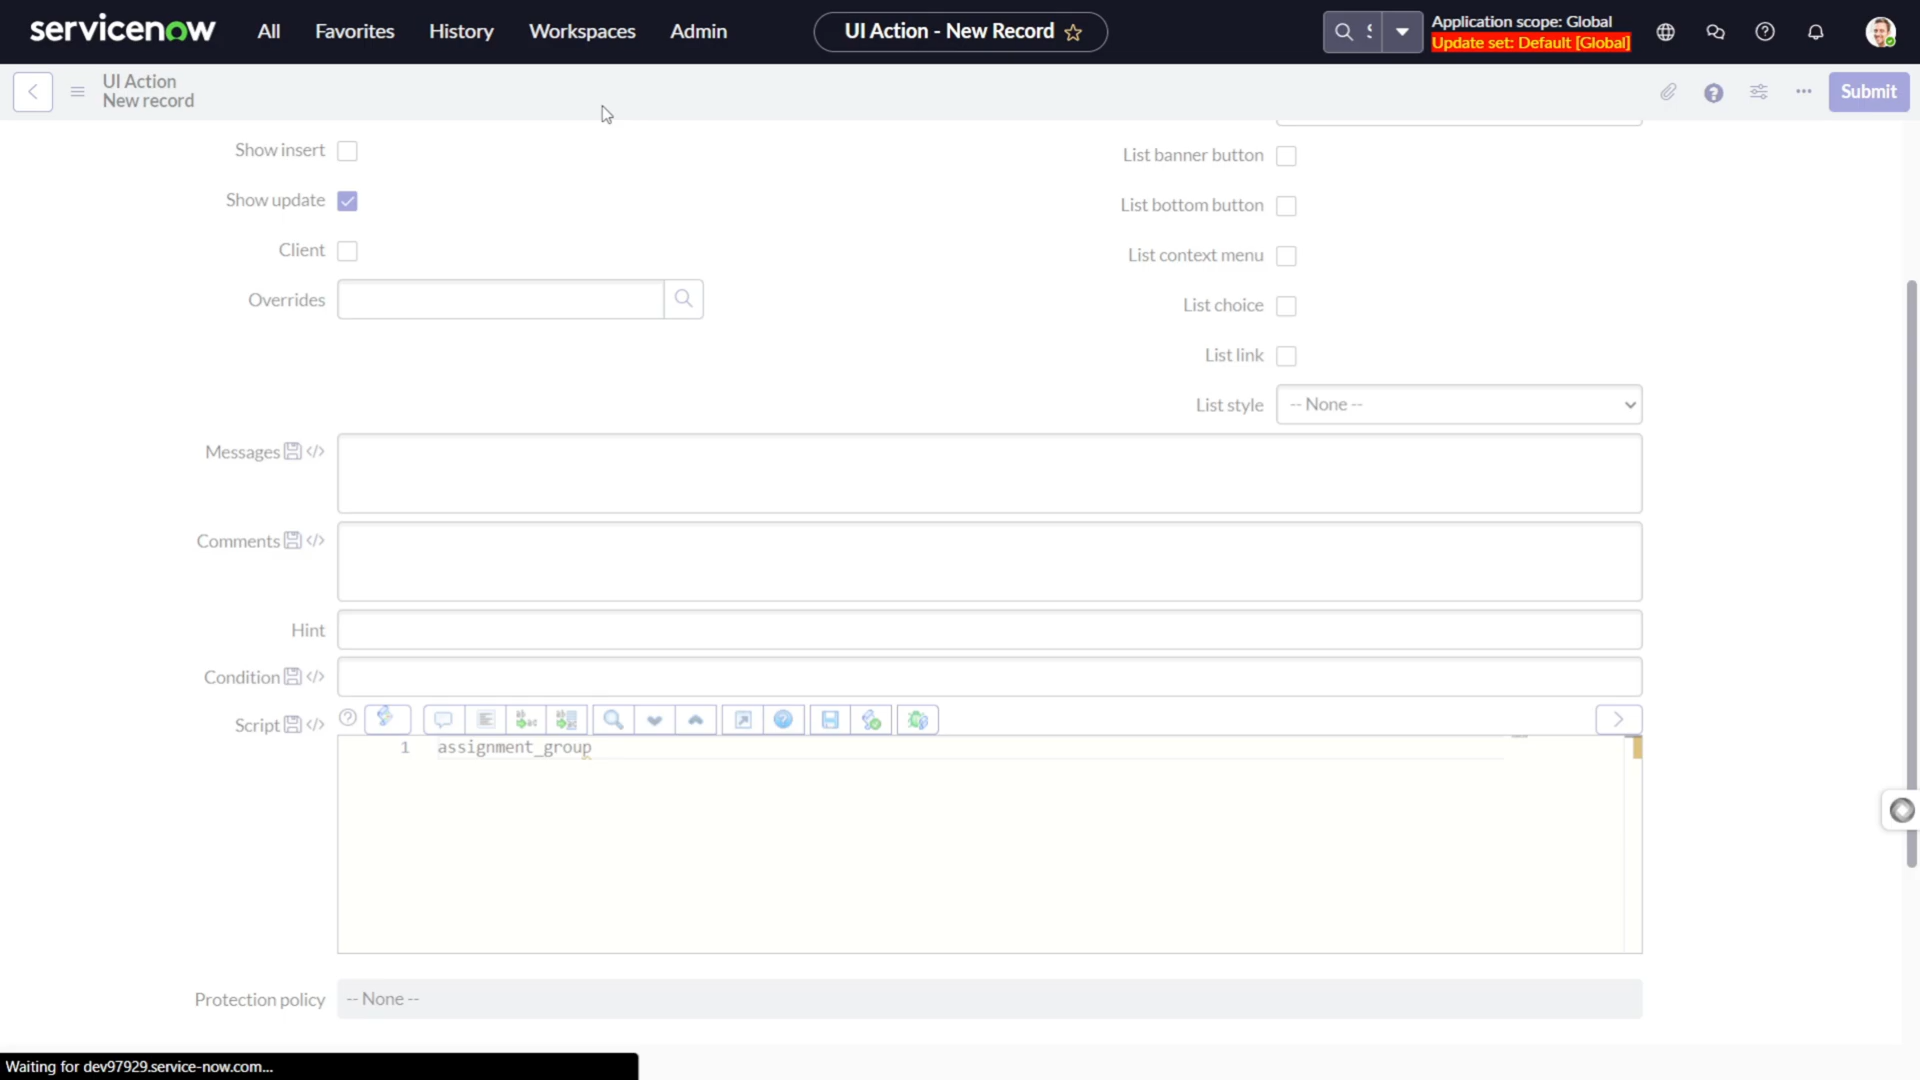 servicenow
All
Favorites
History
Workspaces
Admin
UI Action - New Record
Application scope: Global
Update set: Default [Global]
UI Action
New record
Submit
Show insert
List banner button
Show update
List bottom button
Client
List context menu
Overrides
List choice
List link
List style
-- None --
Messages
Comments
Hint
Condition
Script
1 assignment_group
Protection policy
-- None --
Waiting for dev97929.service-now.com...